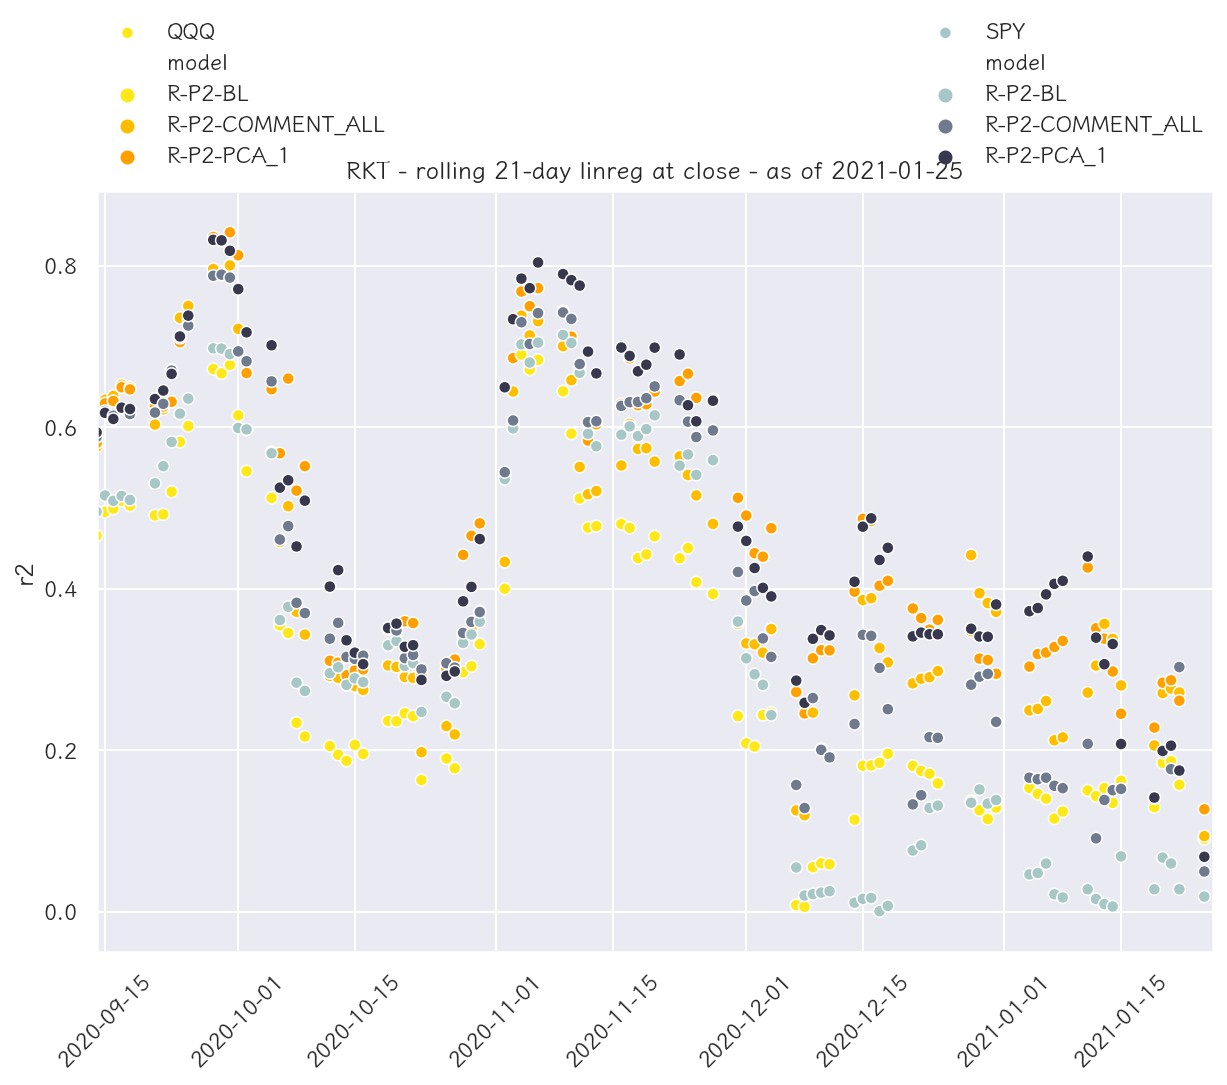 QQQ
model
R-P2-BL
R-P2-COMMENT_ALL
R-P2-PCA_1
SPY
model
R-P2-BL
R-P2-COMMENT_ALL
R-P2-PCA_1
RKT - rolling 21-day linreg at close - as of 2021-01-25
r2
0.8
0.6
0.4
0.2
0.0
2020-09-15
2020-10-01
2020-10-15
2020-11-01
2020-11-15
2020-12-01
2020-12-15
2021-01-01
2021-01-15